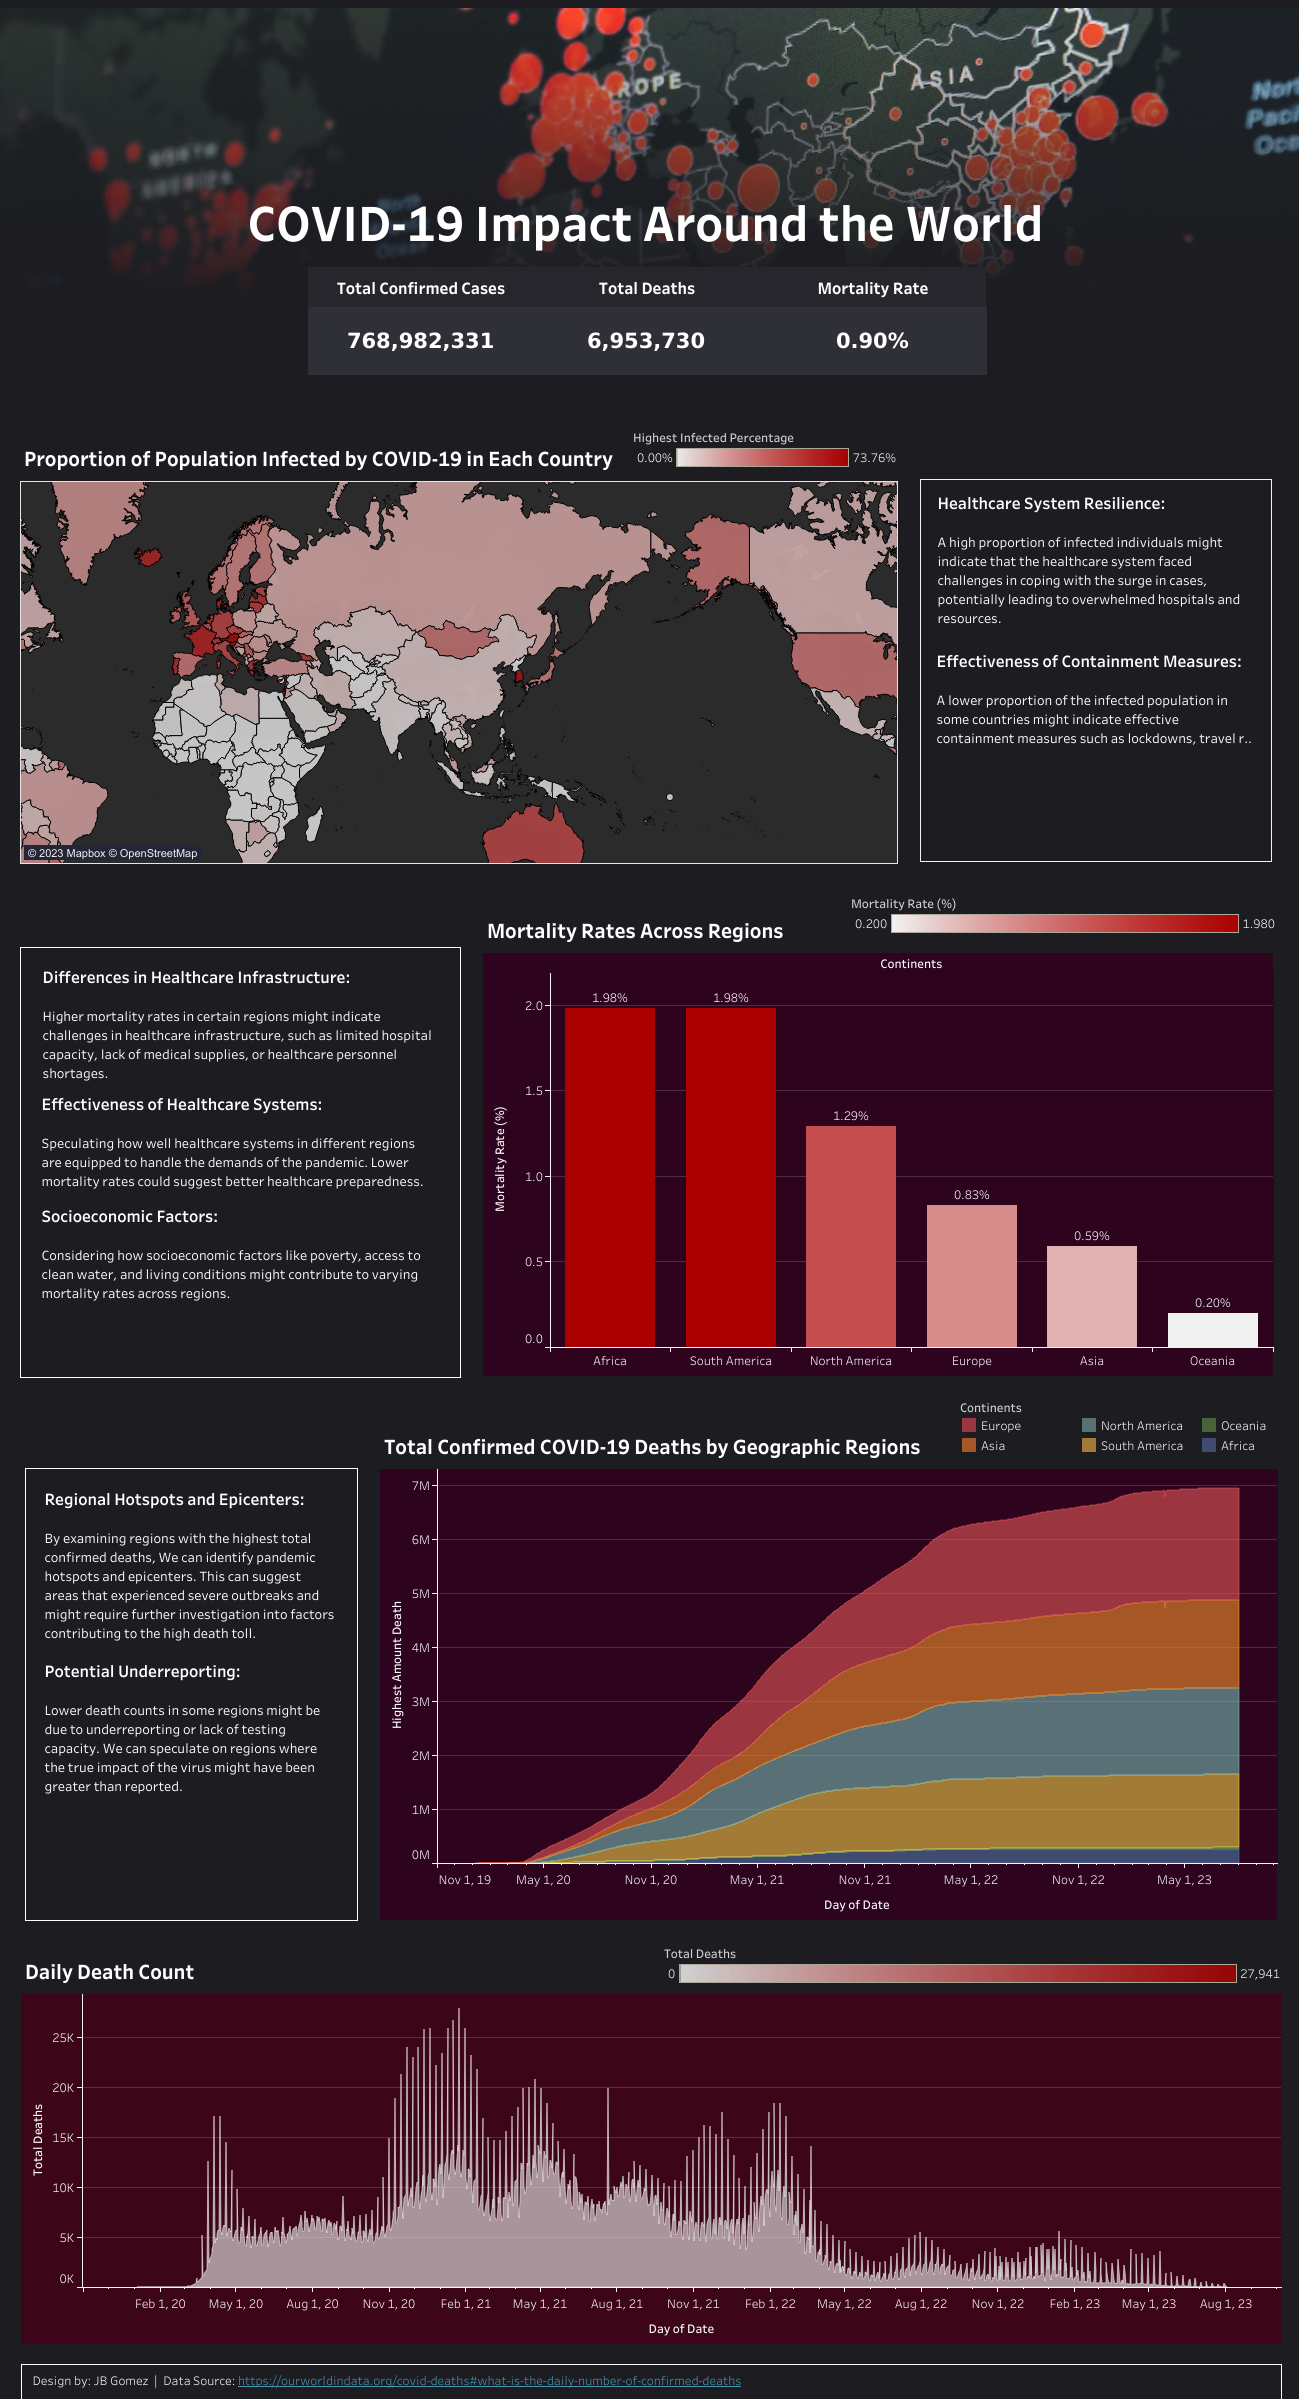 ROPE
ASIA
NORTH
AMERICA
COVID-19 Impact Around the World
Total Confirmed Cases Total Deaths Mortality Rate
768,982,331 6,953,730 0.90%
Highest Infected Percentage
Proportion of Population Infected by COVID-19 in Each Country
0.00% 73.76%
© 2023 Mapbox © OpenStreetMap
Healthcare System Resilience:
A high proportion of infected individuals might
indicate that the healthcare system faced
challenges in coping with the surge in cases,
potentially leading to overwhelmed hospitals and
resources.
Effectiveness of Containment Measures:
A lower proportion of the infected population in
some countries might indicate effective
containment measures such as lockdowns, travel r..
Differences in Healthcare Infrastructure:
Higher mortality rates in certain regions might indicate
challenges in healthcare infrastructure, such as limited hospital
capacity, lack of medical supplies, or healthcare personnel
shortages.
Effectiveness of Healthcare Systems:
Speculating how well healthcare systems in different regions
are equipped to handle the demands of the pandemic. Lower
mortality rates could suggest better healthcare preparedness.
Socioeconomic Factors:
Considering how socioeconomic factors like poverty, access to
clean water, and living conditions might contribute to varying
mortality rates across regions.
Mortality Rates Across Regions
Mortality Rate (%)
0.200 1.980
Continents
Mortality Rate (%)
2.0
1.5
1.0
0.5
0.0
1.98% 1.98% 1.29% 0.83% 0.59% 0.20%
Africa South America North America Europe Asia Oceania
Continents
Europe North America Oceania
Asia South America Africa
Total Confirmed COVID-19 Deaths by Geographic Regions
Regional Hotspots and Epicenters:
By examining regions with the highest total
confirmed deaths, We can identify pandemic
hotspots and epicenters. This can suggest
areas that experienced severe outbreaks and
might require further investigation into factors
contributing to the high death toll.
Potential Underreporting:
Lower death counts in some regions might be
due to underreporting or lack of testing
capacity. We can speculate on regions where
the true impact of the virus might have been
greater than reported.
Highest Amount Death
7M
6M
5M
4M
3M
2M
1M
0M
Nov 1, 19 May 1, 20 Nov 1, 20 May 1, 21 Nov 1, 21 May 1, 22 Nov 1, 22 May 1, 23
Day of Date
Daily Death Count
Total Deaths
0 27,941
Total Deaths
25K
20K
15K
10K
5K
0K
Feb 1, 20 May 1, 20 Aug 1, 20 Nov 1, 20 Feb 1, 21 May 1, 21 Aug 1, 21 Nov 1, 21 Feb 1, 22 May 1, 22 Aug 1, 22 Nov 1, 22 Feb 1, 23 May 1, 23 Aug 1, 23
Day of Date
Design by: JB Gomez | Data Source: https://ourworldindata.org/covid-deaths#what-is-the-daily-number-of-confirmed-deaths